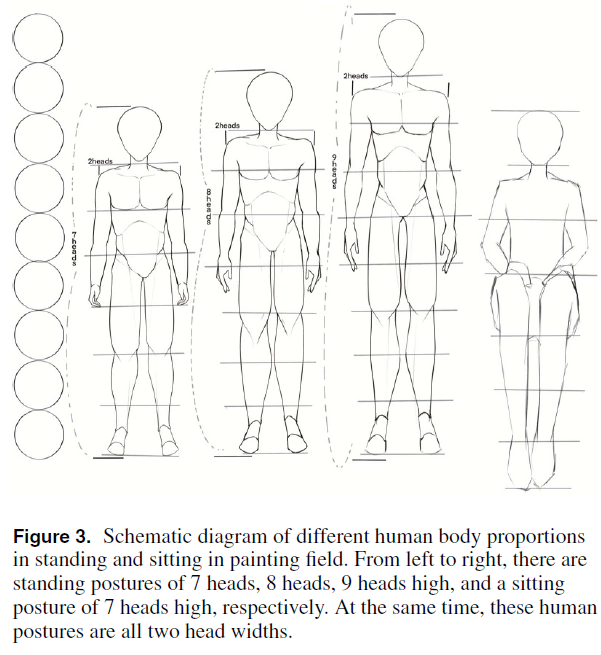 2heads
2heads
2heads
7heads
8heads
9heads
Figure 3. Schematic diagram of different human body proportions
in standing and sitting in painting field. From left to right, there are
standing postures of 7 heads, 8 heads, 9 heads high, and a sitting
posture of 7 heads high, respectively. At the same time, these human
postures are all two head widths.